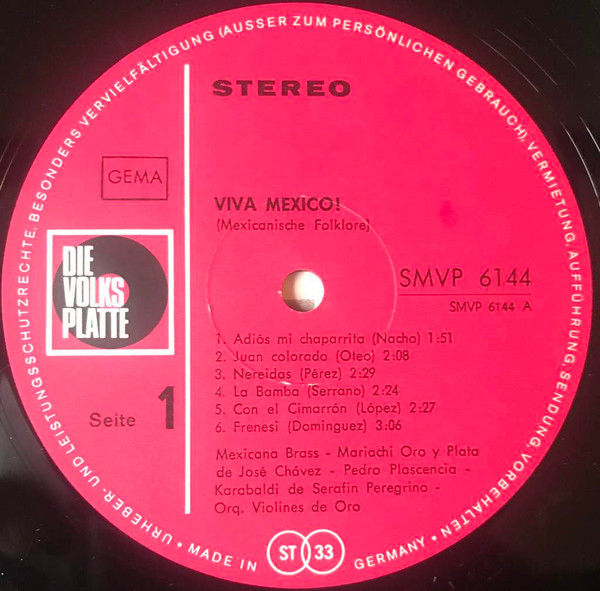 URHEBER- UND LEISTUNGSSCHUTZRECHTE, BESONDERS VERVIELFÄLTIGUNG (AUSSER ZUM PERSÖNLICHEN GEBRAUCH), VERMIETUNG, AUFFÜHRUNG, SENDUNG, VORBEHALTEN
STEREO
GEMA
VIVA MEXICO!
(Mexicanische Folklore)
DIE
VOLKS
PLATTE
SMVP 6144
SMVP 6144 A
Seite 1
1. Adiós mi chaparrita (Nacho) 1:51
2. Juan colorado (Oteo) 2:08
3. Nereidas (Pérez) 2:29
4. La Bamba (Serrano) 2:24
5. Con el Cimarrón (López) 2:27
6. Frenesi (Dominguez) 3:06
Mexicana Brass - Mariachi Oro y Plata
de José Chávez - Pedro Plascencia -
Karabaldi de Serafin Peregrino -
Orq. Violines de Oro
• MADE IN ST 33 GERMANY •